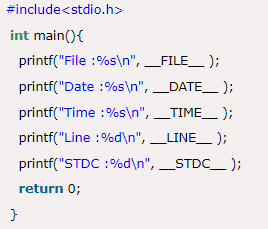 #include<stdio.h>
int main(){
printf("File :%s\n", __FILE__ );
printf("Date :%s\n", __DATE__ );
printf("Time :%s\n", __TIME__ );
printf("Line :%d\n", __LINE__ );
printf("STDC :%d\n", __STDC__ );
return 0;
}